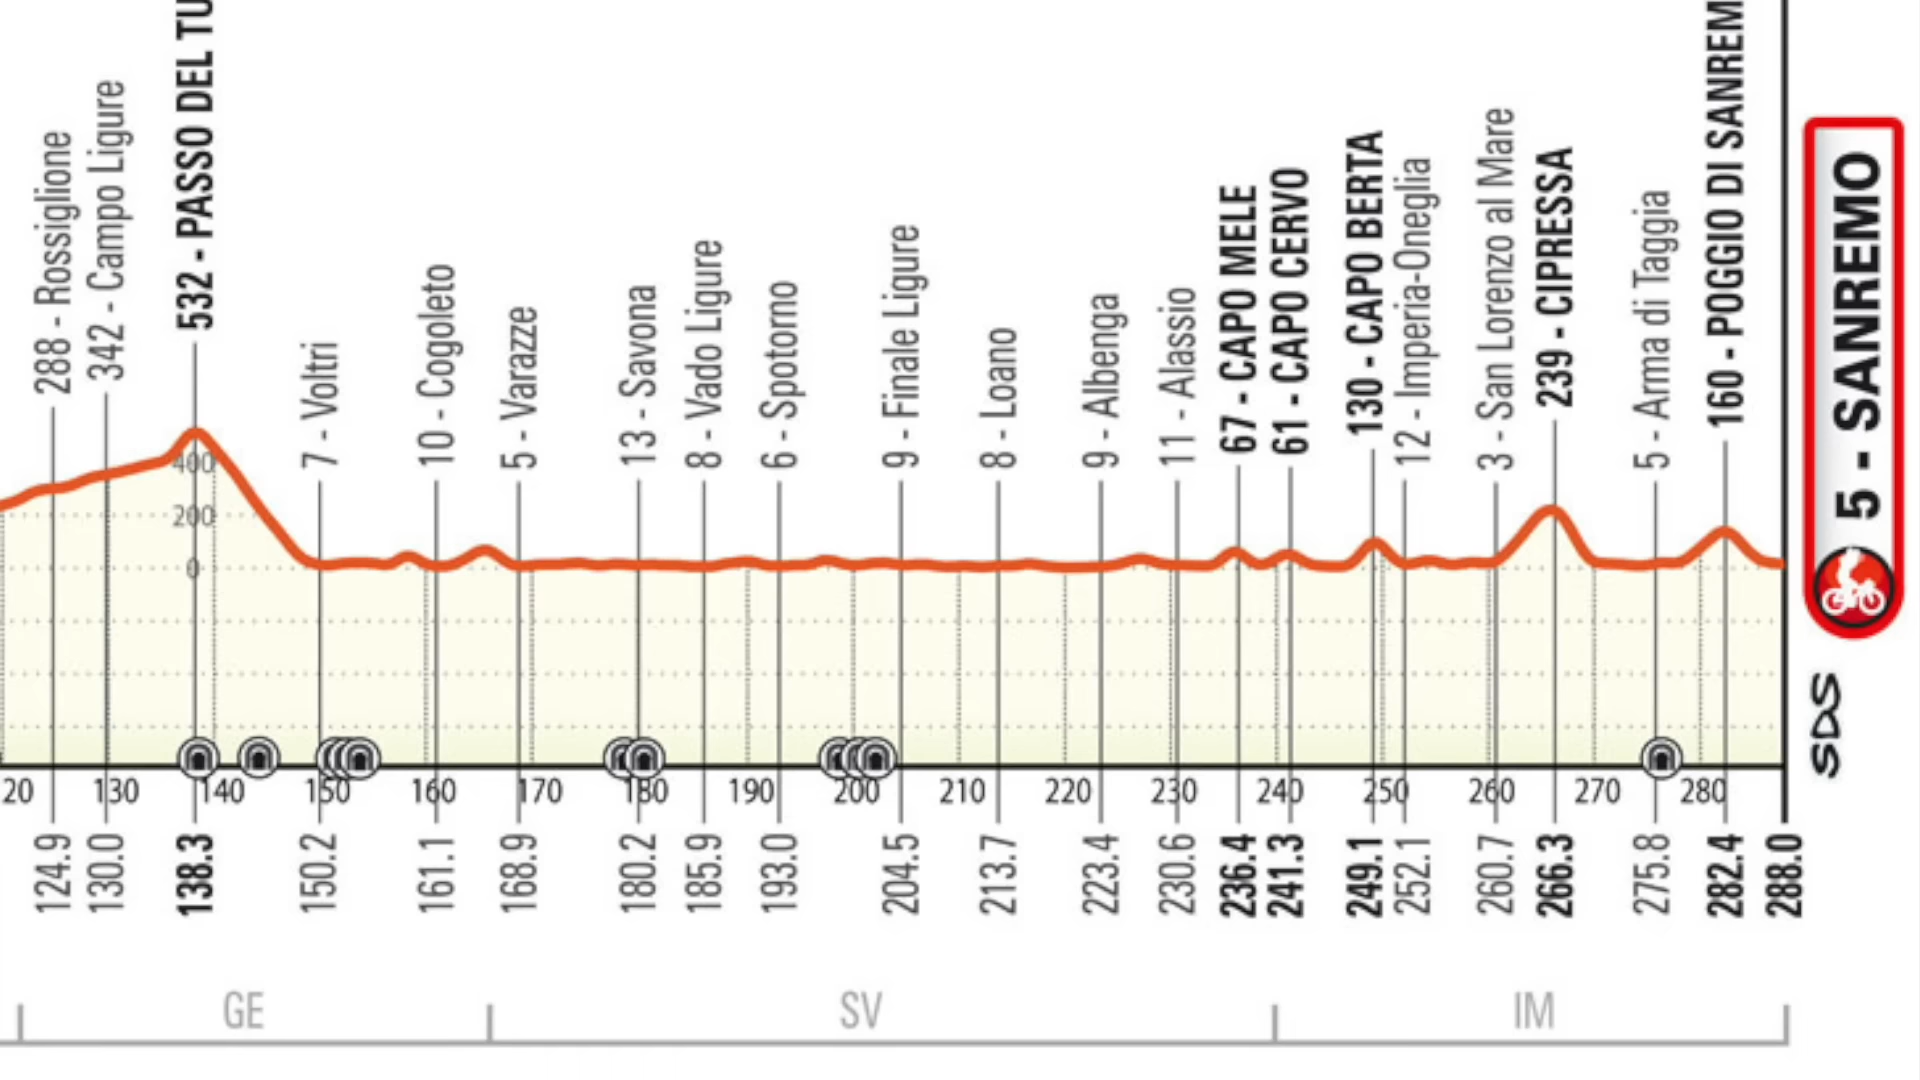 288 - Rossiglione
342 - Campo Ligure
532 - PASSO DEL TU
7 - Voltri
10 - Cogoleto
5 - Varazze
13 - Savona
8 - Vado Ligure
6 - Spotorno
9 - Finale Ligure
8 - Loano
9 - Albenga
11 - Alassio
67 - CAPO MELE
61 - CAPO CERVO
130 - CAPO BERTA
12 - Imperia-Oneglia
3 - San Lorenzo al Mare
239 - CIPRESSA
5 - Arma di Taggia
160 - POGGIO DI SANREM
5 - SANREMO
400
200
0
20 130 140 150 160 170 180 190 200 210 220 230 240 250 260 270 280
124.9
130.0
138.3
150.2
161.1
168.9
180.2
185.9
193.0
204.5
213.7
223.4
230.6
236.4
241.3
249.1
252.1
260.7
266.3
275.8
282.4
288.0
SDS
GE SV IM